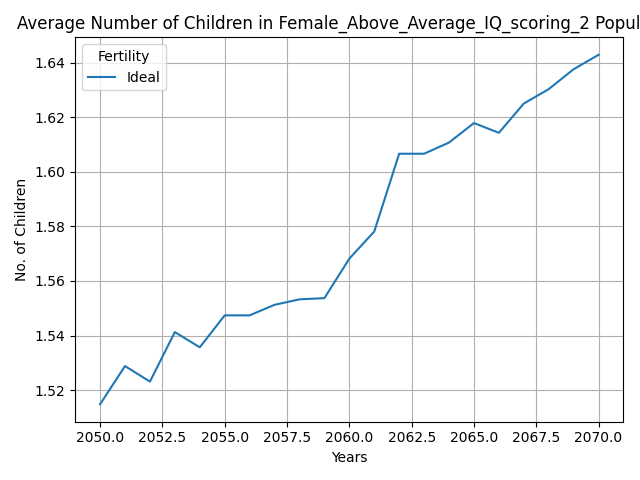 Average Number of Children in Female_Above_Average_IQ_scoring_2 Popul
Fertility
Ideal
1.64
1.62
1.60
1.58
1.56
1.54
1.52
No. of Children
2050.0 2052.5 2055.0 2057.5 2060.0 2062.5 2065.0 2067.5 2070.0
Years